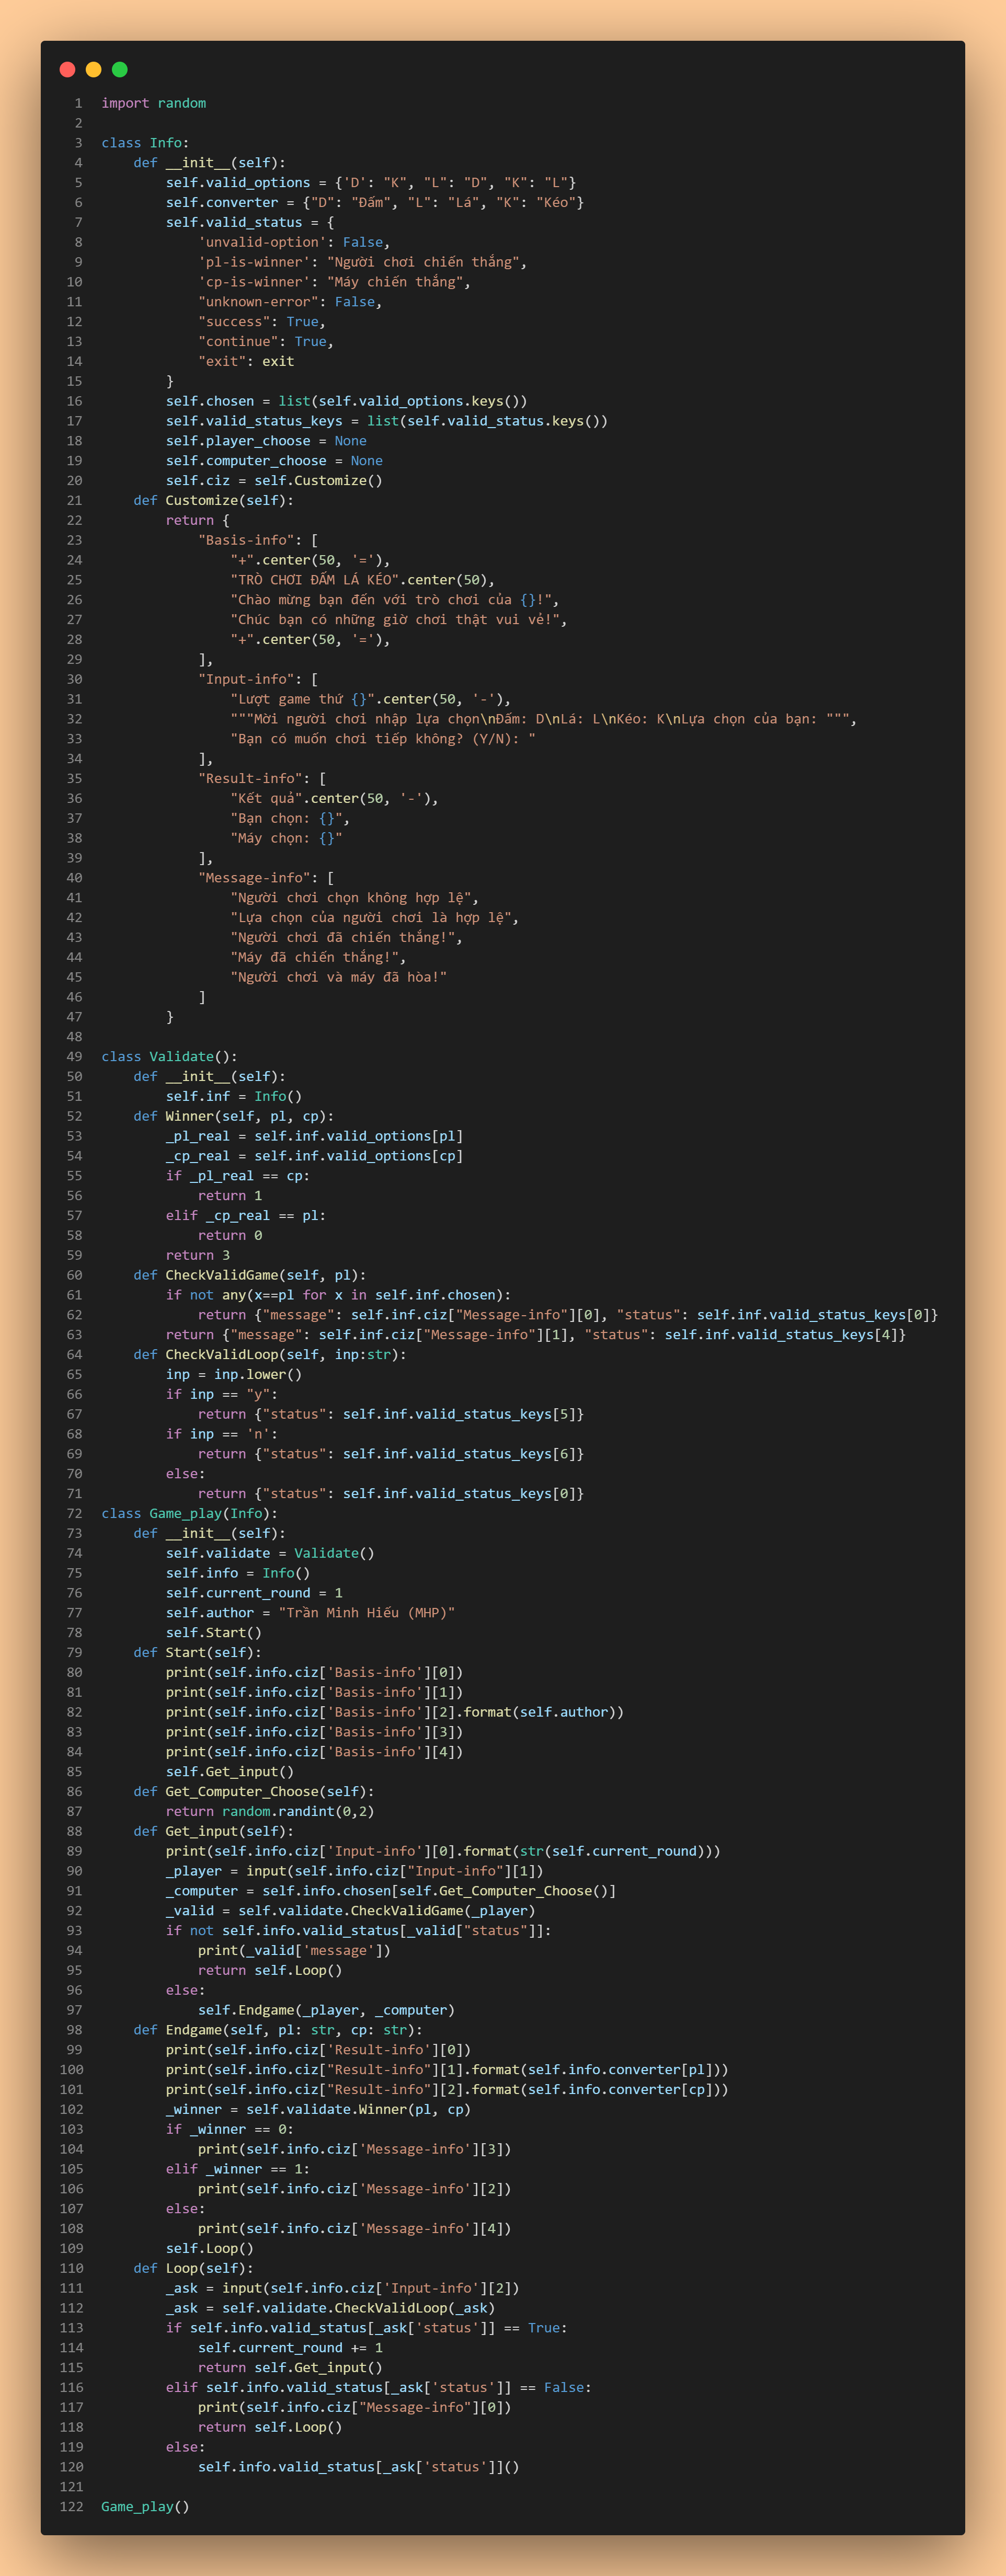 1 import random
2
3 class Info:
4     def __init__(self):
5         self.valid_options = {'D': "K", "L": "D", "K": "L"}
6         self.converter = {"D": "Đấm", "L": "Lá", "K": "Kéo"}
7         self.valid_status = {
8             'unvalid-option': False,
9             'pl-is-winner': "Người chơi chiến thắng",
10             'cp-is-winner': "Máy chiến thắng",
11             "unknown-error": False,
12             "success": True,
13             "continue": True,
14             "exit": exit
15         }
16         self.chosen = list(self.valid_options.keys())
17         self.valid_status_keys = list(self.valid_status.keys())
18         self.player_choose = None
19         self.computer_choose = None
20         self.ciz = self.Customize()
21     def Customize(self):
22         return {
23             "Basis-info": [
24                 "+".center(50, '='),
25                 "TRÒ CHƠI ĐẤM LÁ KÉO".center(50),
26                 "Chào mừng bạn đến với trò chơi của {}!",
27                 "Chúc bạn có những giờ chơi thật vui vẻ!",
28                 "+".center(50, '='),
29             ],
30             "Input-info": [
31                 "Lượt game thứ {}".center(50, '-'),
32                 """Mời người chơi nhập lựa chọn\nĐấm: D\nLá: L\nKéo: K\nLựa chọn của bạn: """,
33                 "Bạn có muốn chơi tiếp không? (Y/N): "
34             ],
35             "Result-info": [
36                 "Kết quả".center(50, '-'),
37                 "Bạn chọn: {}",
38                 "Máy chọn: {}"
39             ],
40             "Message-info": [
41                 "Người chơi chọn không hợp lệ",
42                 "Lựa chọn của người chơi là hợp lệ",
43                 "Người chơi đã chiến thắng!",
44                 "Máy đã chiến thắng!",
45                 "Người chơi và máy đã hòa!"
46             ]
47         }
48
49 class Validate():
50     def __init__(self):
51         self.inf = Info()
52     def Winner(self, pl, cp):
53         _pl_real = self.inf.valid_options[pl]
54         _cp_real = self.inf.valid_options[cp]
55         if _pl_real == cp:
56             return 1
57         elif _cp_real == pl:
58             return 0
59         return 3
60     def CheckValidGame(self, pl):
61         if not any(x==pl for x in self.inf.chosen):
62             return {"message": self.inf.ciz["Message-info"][0], "status": self.inf.valid_status_keys[0]}
63         return {"message": self.inf.ciz["Message-info"][1], "status": self.inf.valid_status_keys[4]}
64     def CheckValidLoop(self, inp:str):
65         inp = inp.lower()
66         if inp == "y":
67             return {"status": self.inf.valid_status_keys[5]}
68         if inp == 'n':
69             return {"status": self.inf.valid_status_keys[6]}
70         else:
71             return {"status": self.inf.valid_status_keys[0]}
72 class Game_play(Info):
73     def __init__(self):
74         self.validate = Validate()
75         self.info = Info()
76         self.current_round = 1
77         self.author = "Trần Minh Hiếu (MHP)"
78         self.Start()
79     def Start(self):
80         print(self.info.ciz['Basis-info'][0])
81         print(self.info.ciz['Basis-info'][1])
82         print(self.info.ciz['Basis-info'][2].format(self.author))
83         print(self.info.ciz['Basis-info'][3])
84         print(self.info.ciz['Basis-info'][4])
85         self.Get_input()
86     def Get_Computer_Choose(self):
87         return random.randint(0,2)
88     def Get_input(self):
89         print(self.info.ciz['Input-info'][0].format(str(self.current_round)))
90         _player = input(self.info.ciz["Input-info"][1])
91         _computer = self.info.chosen[self.Get_Computer_Choose()]
92         _valid = self.validate.CheckValidGame(_player)
93         if not self.info.valid_status[_valid["status"]]:
94             print(_valid['message'])
95             return self.Loop()
96         else:
97             self.Endgame(_player, _computer)
98     def Endgame(self, pl: str, cp: str):
99         print(self.info.ciz['Result-info'][0])
100         print(self.info.ciz["Result-info"][1].format(self.info.converter[pl]))
101         print(self.info.ciz["Result-info"][2].format(self.info.converter[cp]))
102         _winner = self.validate.Winner(pl, cp)
103         if _winner == 0:
104             print(self.info.ciz['Message-info'][3])
105         elif _winner == 1:
106             print(self.info.ciz['Message-info'][2])
107         else:
108             print(self.info.ciz['Message-info'][4])
109         self.Loop()
110     def Loop(self):
111         _ask = input(self.info.ciz['Input-info'][2])
112         _ask = self.validate.CheckValidLoop(_ask)
113         if self.info.valid_status[_ask['status']] == True:
114             self.current_round += 1
115             return self.Get_input()
116         elif self.info.valid_status[_ask['status']] == False:
117             print(self.info.ciz["Message-info"][0])
118             return self.Loop()
119         else:
120             self.info.valid_status[_ask['status']]()
121
122 Game_play()